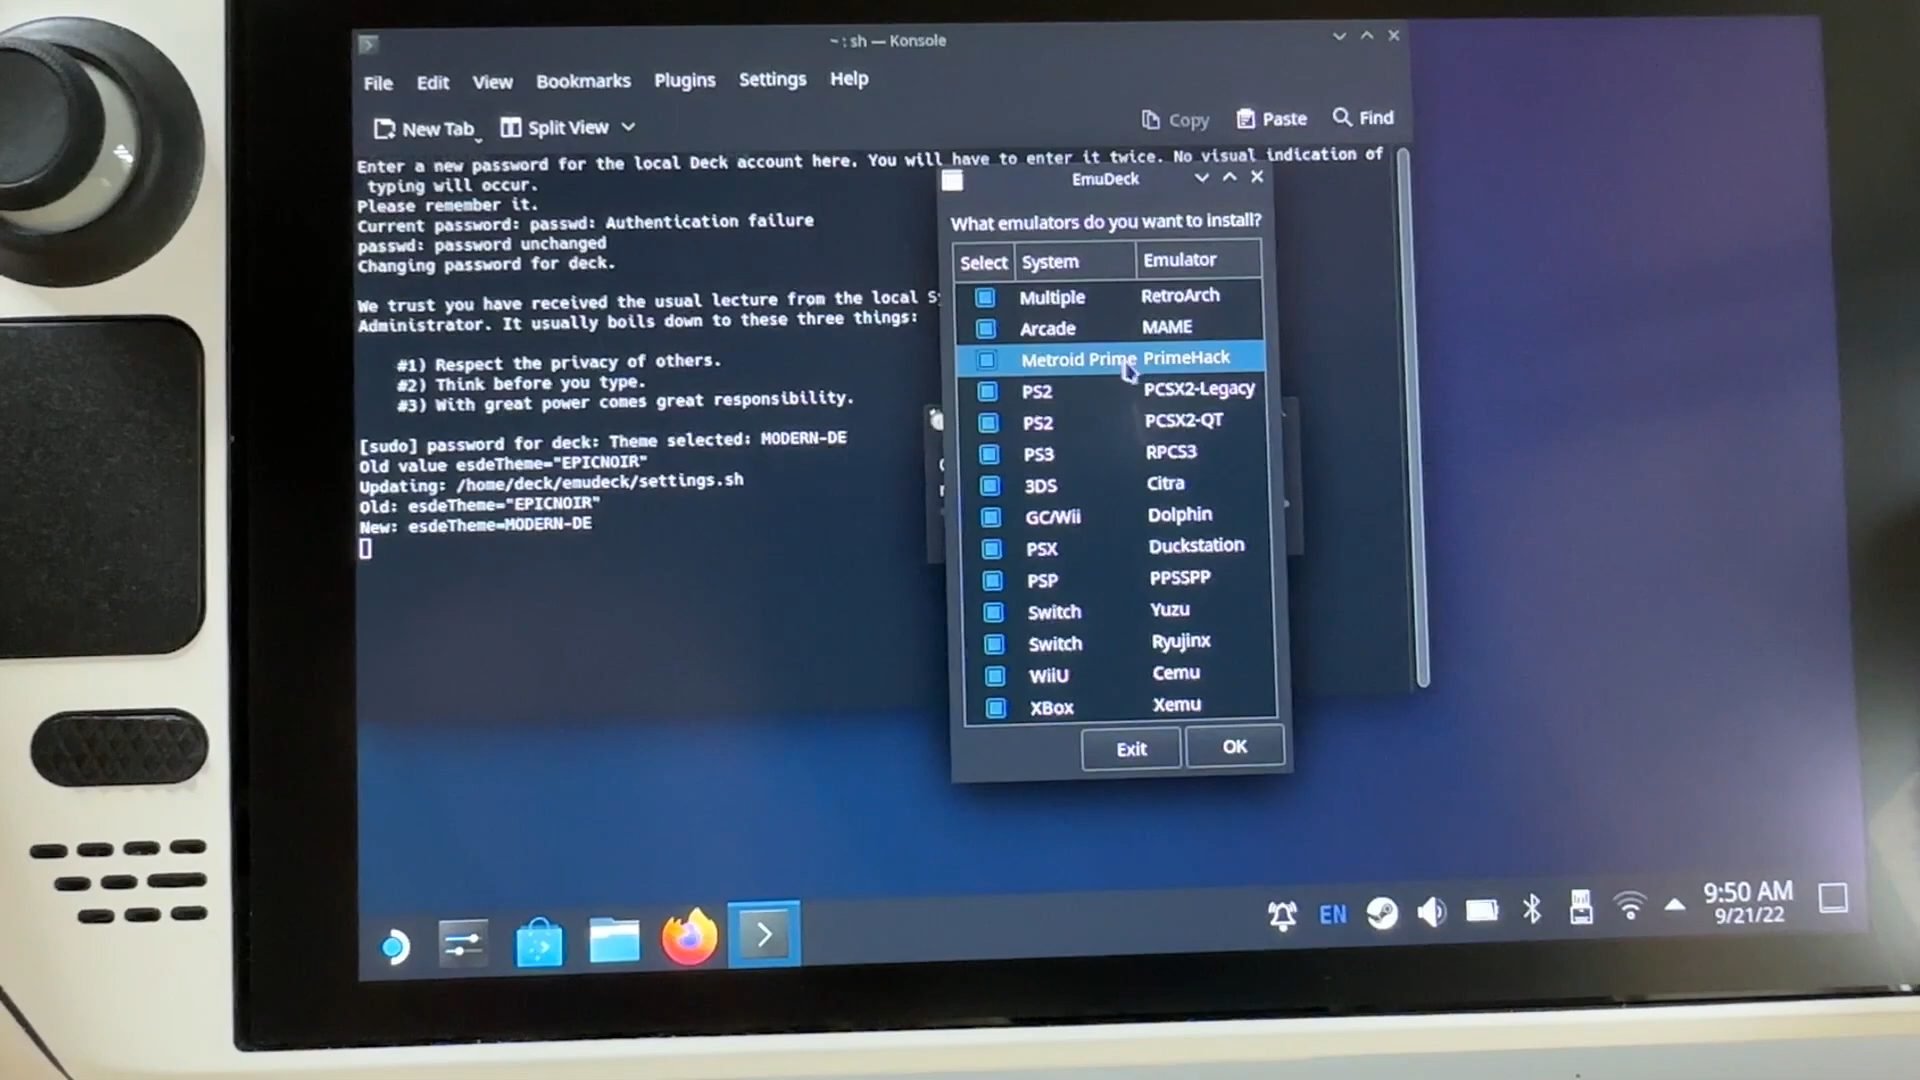 ~ : sh — Konsole
File Edit View Bookmarks Plugins Settings Help
New Tab Split View Copy Paste Find
Enter a new password for the local Deck account here. You will have to enter it twice. No visual indication of
typing will occur.
Please remember it.
Current password: passwd: Authentication failure
passwd: password unchanged
Changing password for deck.
We trust you have received the usual lecture from the local Sy
Administrator. It usually boils down to these three things:
#1) Respect the privacy of others.
#2) Think before you type.
#3) With great power comes great responsibility.
[sudo] password for deck: Theme selected: MODERN-DE
Old value esdeTheme="EPICNOIR"
Updating: /home/deck/emudeck/settings.sh
Old: esdeTheme="EPICNOIR"
New: esdeTheme=MODERN-DE
EmuDeck
What emulators do you want to install?
Select System Emulator
Multiple RetroArch
Arcade MAME
Metroid Prime PrimeHack
PS2 PCSX2-Legacy
PS2 PCSX2-QT
PS3 RPCS3
3DS Citra
GC/Wii Dolphin
PSX Duckstation
PSP PPSSPP
Switch Yuzu
Switch Ryujinx
WiiU Cemu
XBox Xemu
Exit OK
EN 9:50 AM
9/21/22